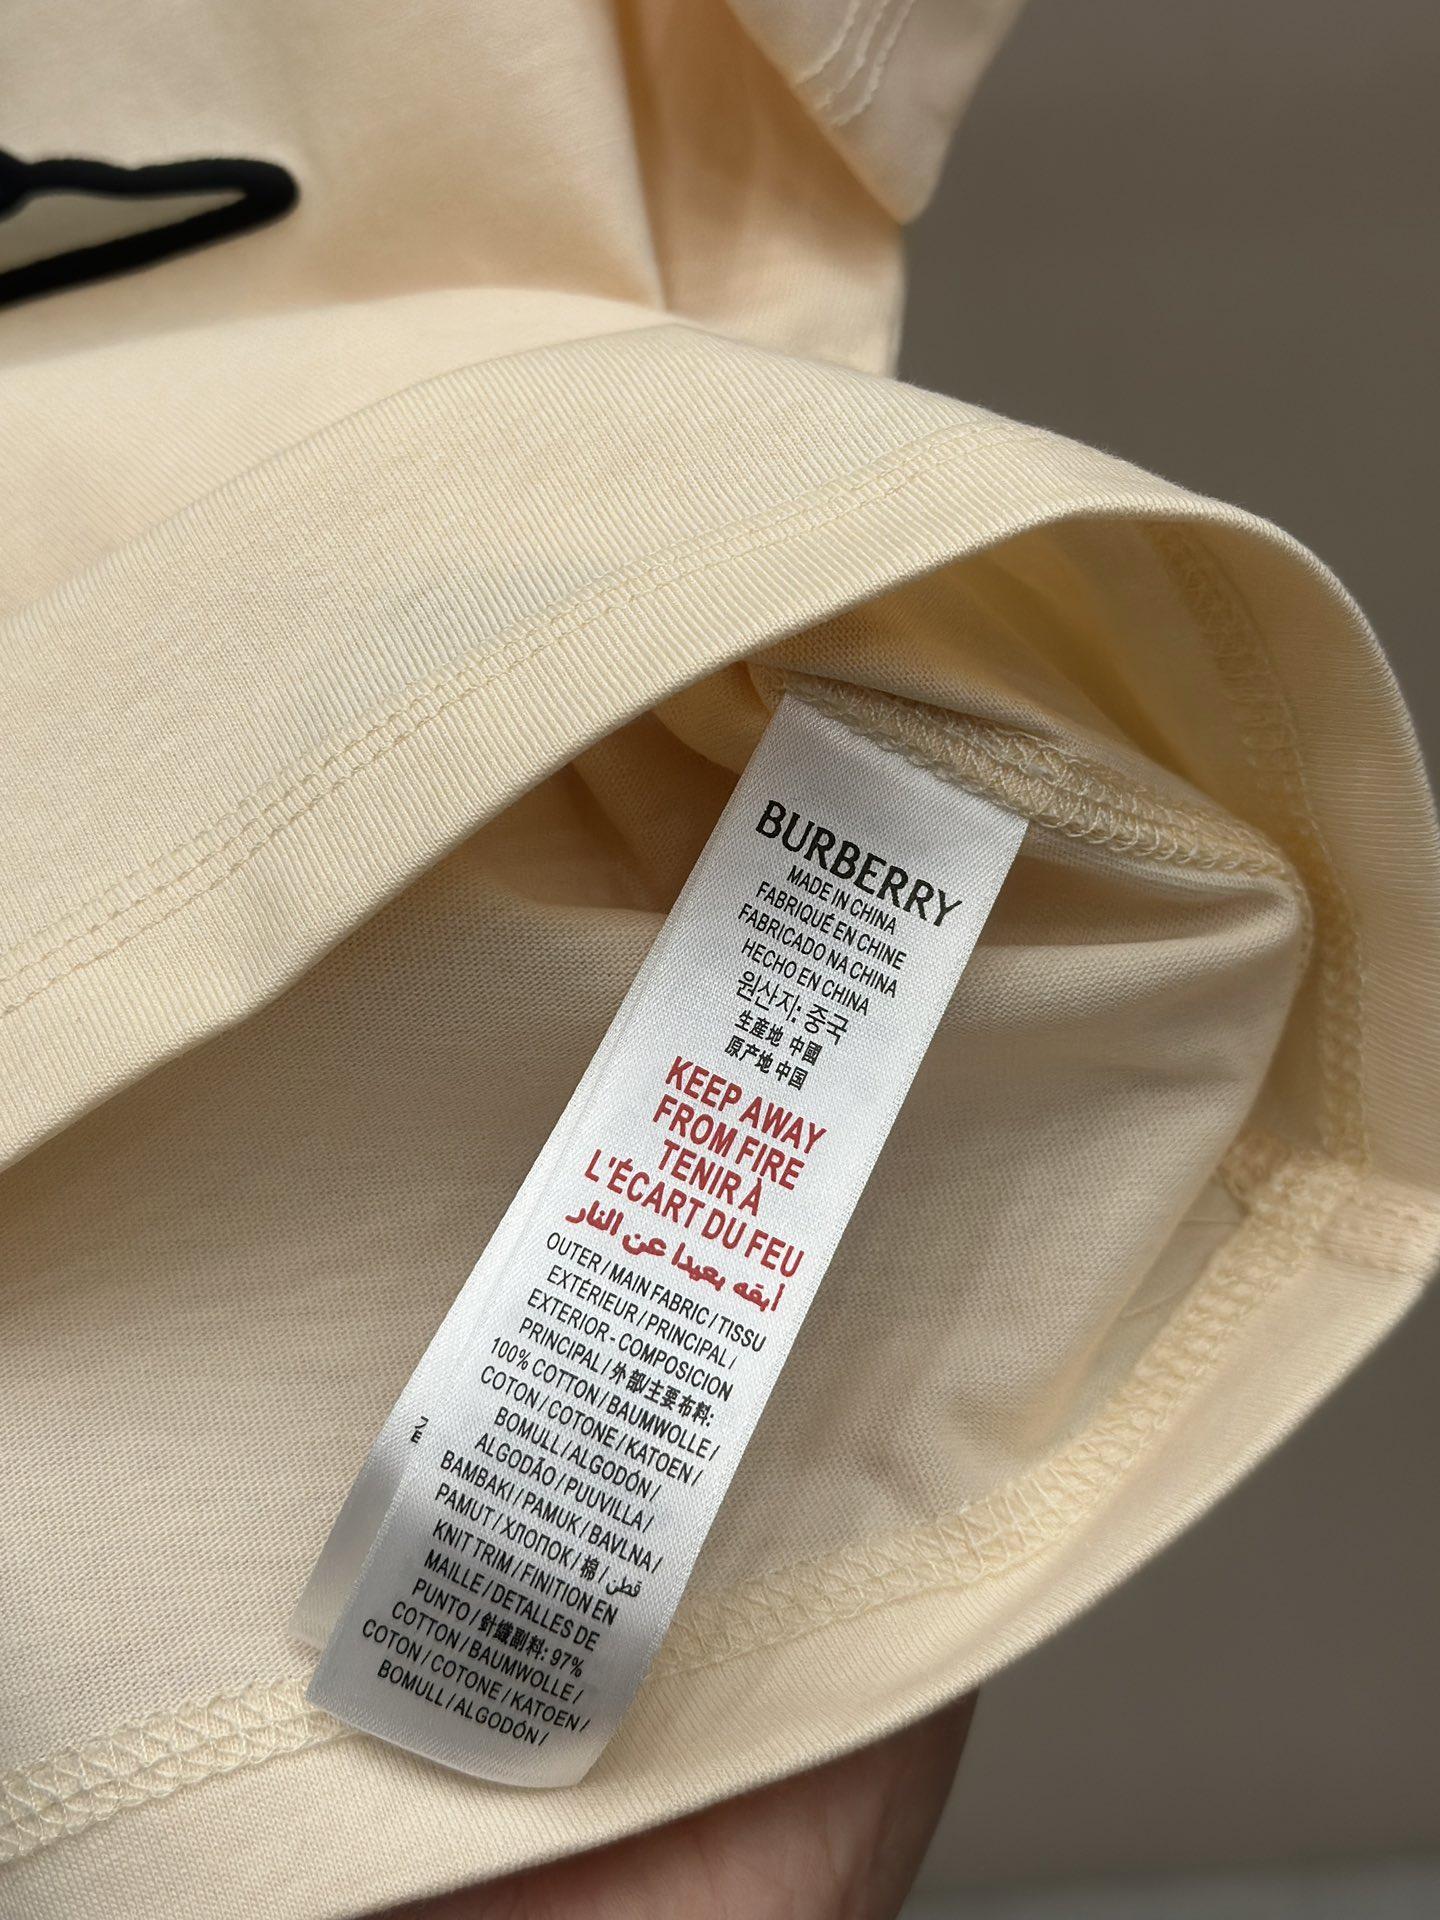 BURBERRY
MADE IN CHINA
FABRIQUÉ EN CHINE
FABRICADO NA CHINA
HECHO EN CHINA
원산지: 중국
生産地 中國
原产地 中国
KEEP AWAY
FROM FIRE
TENIR À
L'ÉCART DU FEU
أبقه بعيدا عن النار
OUTER / MAIN FABRIC / TISSU
EXTÉRIEUR / PRINCIPAL /
EXTERIOR - COMPOSICION
PRINCIPAL / 外部/主要布料:
100% COTTON / BAUMWOLLE /
COTON / COTONE / KATOEN /
BOMULL / ALGODÓN /
ALGODÃO / PUUVILLA /
BAMBAKI / PAMUK / BAVLNA /
PAMUT / ХЛОПОК / 棉 / قطن
KNIT TRIM / FINITION EN
MAILLE / DETALLES DE
PUNTO / 針織副料: 97%
COTTON / BAUMWOLLE /
COTON / COTONE / KATOEN /
BOMULL / ALGODÓN /